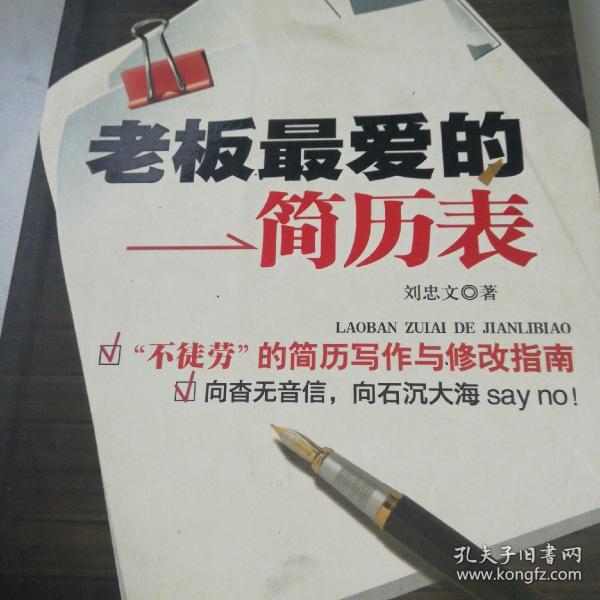 老板最爱的
简历表
刘忠文◎著
LAOBAN ZUIAI DE JIANLIBIAO
“不徒劳”的简历写作与修改指南
向杳无音信，向石沉大海 say no！
孔夫子旧书网
www.kongfz.com